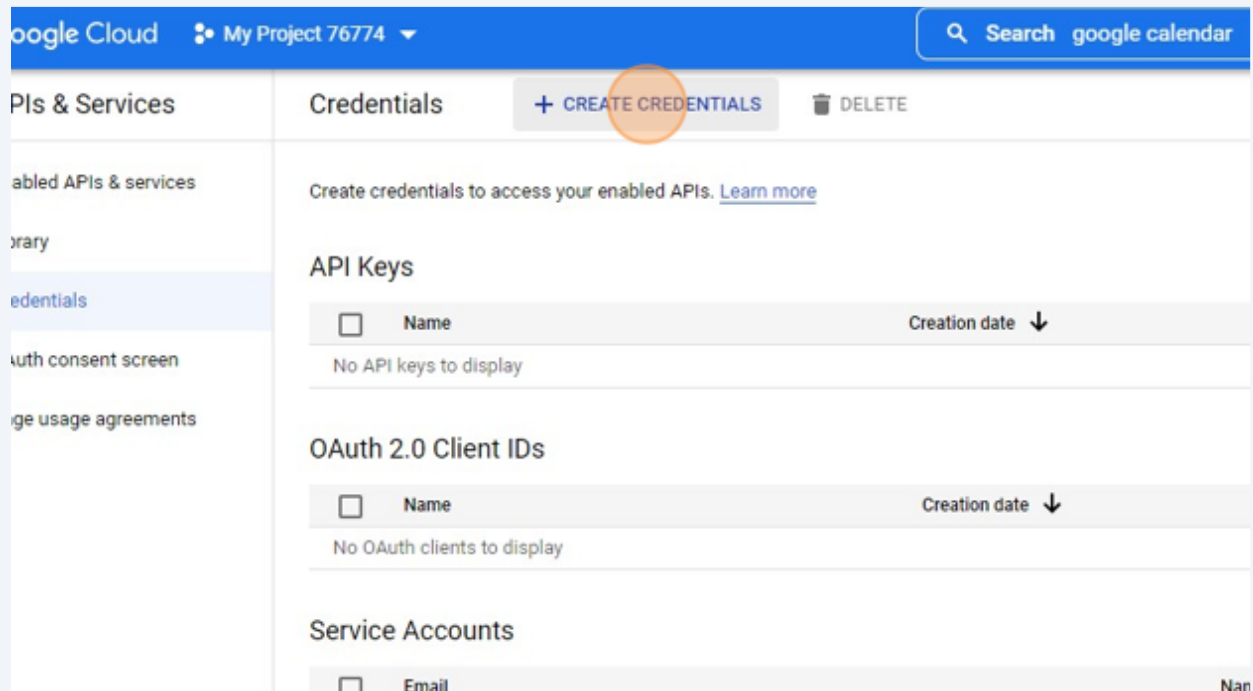 oogle Cloud My Project 76774 Search google calendar
PIs & Services Credentials + CREATE CREDENTIALS DELETE
abled APIs & services
Create credentials to access your enabled APIs. Learn more
brary
API Keys
edentials
Name Creation date
No API keys to display
Auth consent screen
ge usage agreements
OAuth 2.0 Client IDs
Name Creation date
No OAuth clients to display
Service Accounts
Email Nan